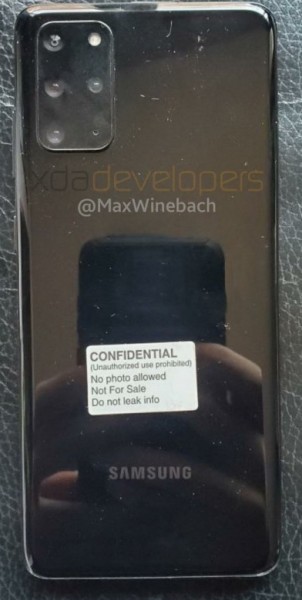 xdadevelopers
@MaxWinebach
CONFIDENTIAL
(Unauthorized use prohibited)
No photo allowed
Not For Sale
Do not leak info
SAMSUNG